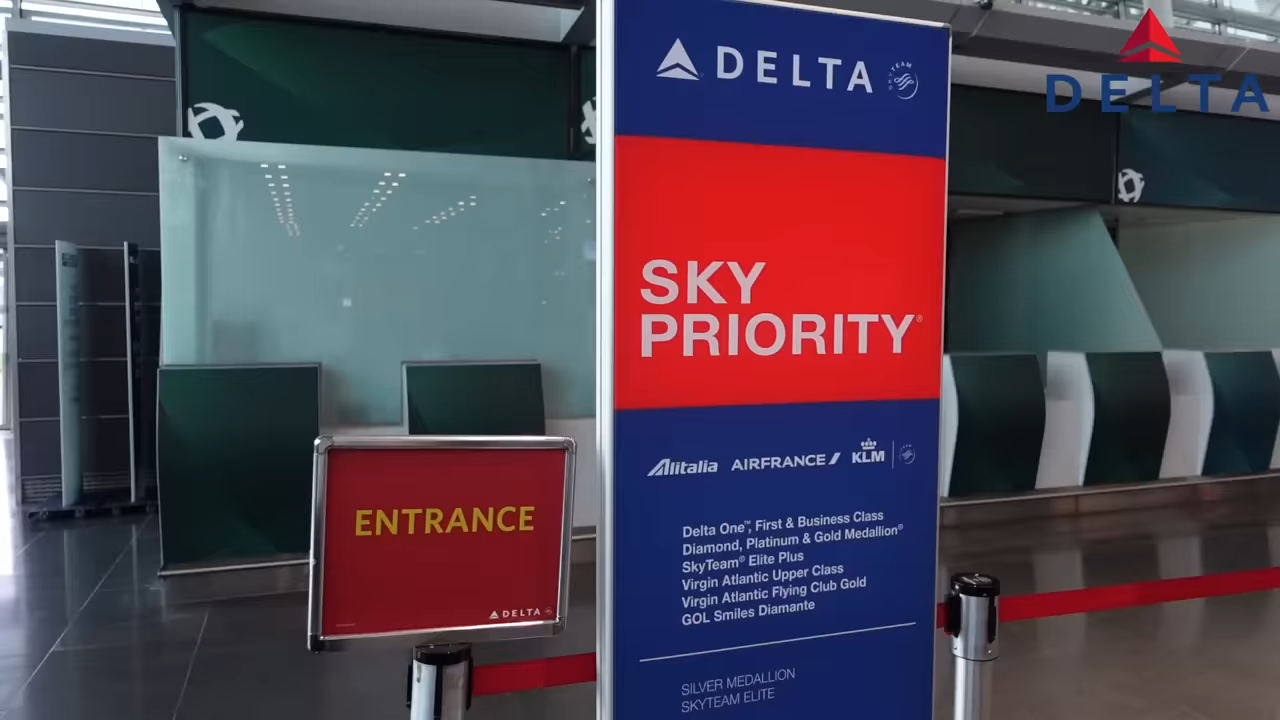 DELTA
SKYTEAM
DELTA
SKY
PRIORITY®
Alitalia AIRFRANCE KLM
Delta One™, First & Business Class
Diamond, Platinum & Gold Medallion®
SkyTeam® Elite Plus
Virgin Atlantic Upper Class
Virgin Atlantic Flying Club Gold
GOL Smiles Diamante
SILVER MEDALLION
SKYTEAM ELITE
ENTRANCE
DELTA